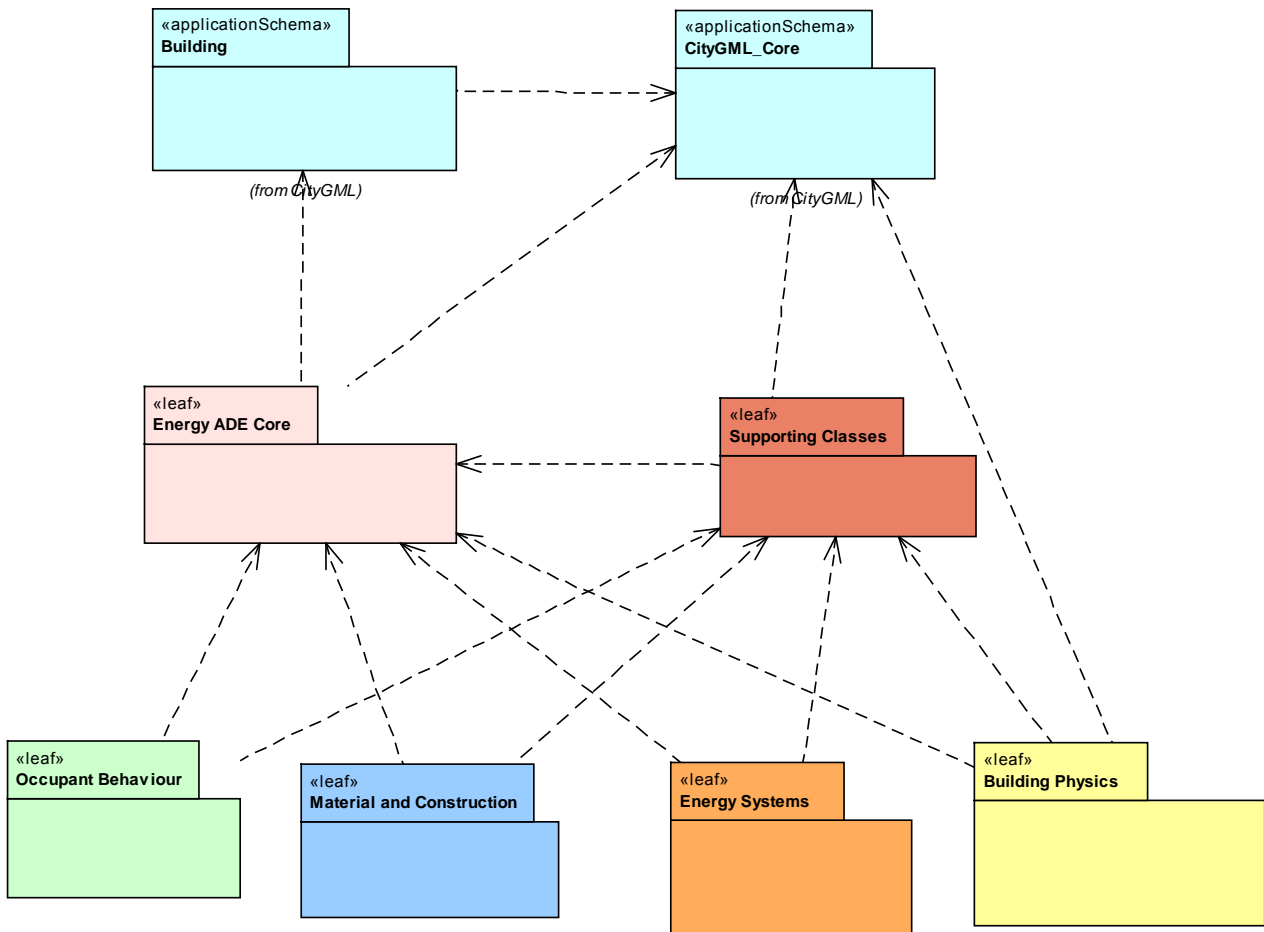 «applicationSchema»
Building
(from CityGML)
«applicationSchema»
CityGML_Core
(from CityGML)
«leaf»
Energy ADE Core
«leaf»
Supporting Classes
«leaf»
Occupant Behaviour
«leaf»
Material and Construction
«leaf»
Energy Systems
«leaf»
Building Physics